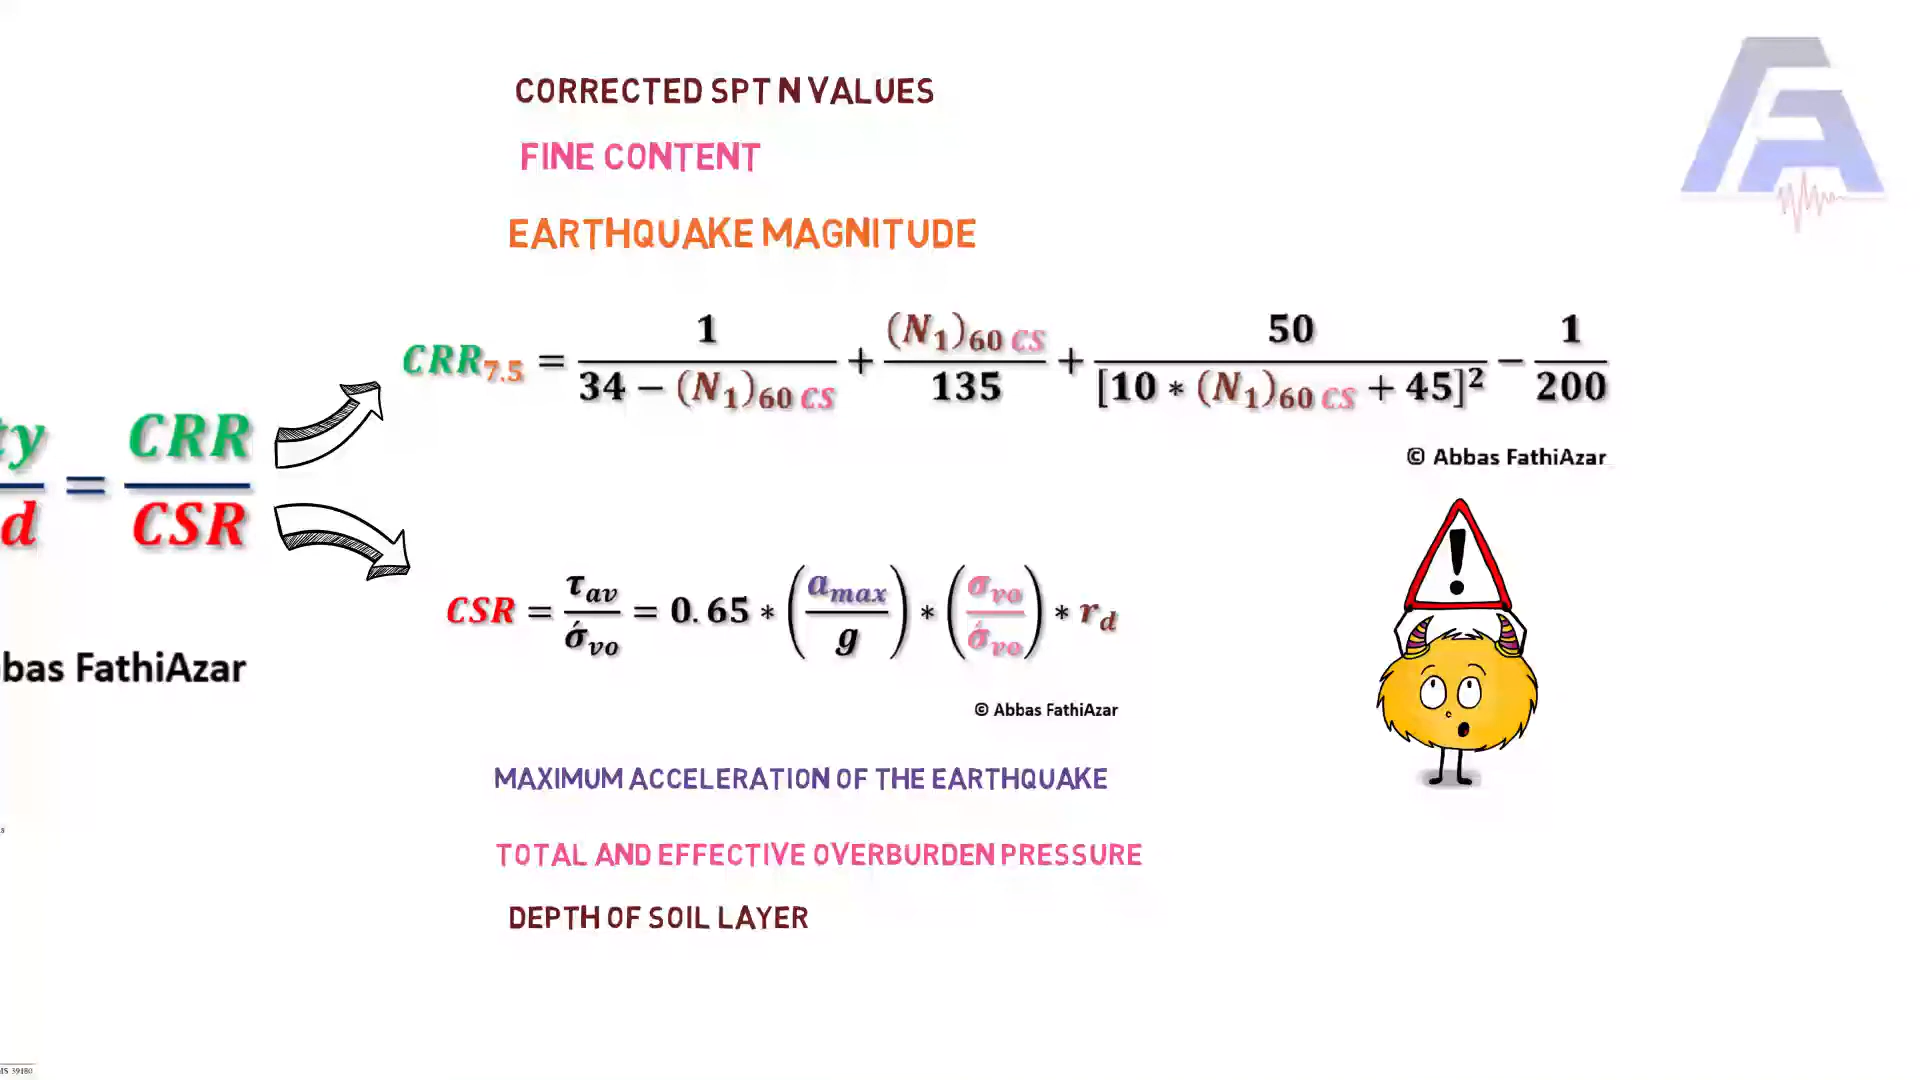 CORRECTED SPT N VALUES
FINE CONTENT
EARTHQUAKE MAGNITUDE
CRR7.5 = 1/(34 − (N1)60 CS) + (N1)60 CS/135 + 50/[10 * (N1)60 CS + 45]² − 1/200
© Abbas FathiAzar
ty/d = CRR/CSR
!
CSR = τav/σ́vo = 0.65 * (amax/g) * (σvo/σ́vo) * rd
bbas FathiAzar
© Abbas FathiAzar
MAXIMUM ACCELERATION OF THE EARTHQUAKE
TOTAL AND EFFECTIVE OVERBURDEN PRESSURE
DEPTH OF SOIL LAYER
39180